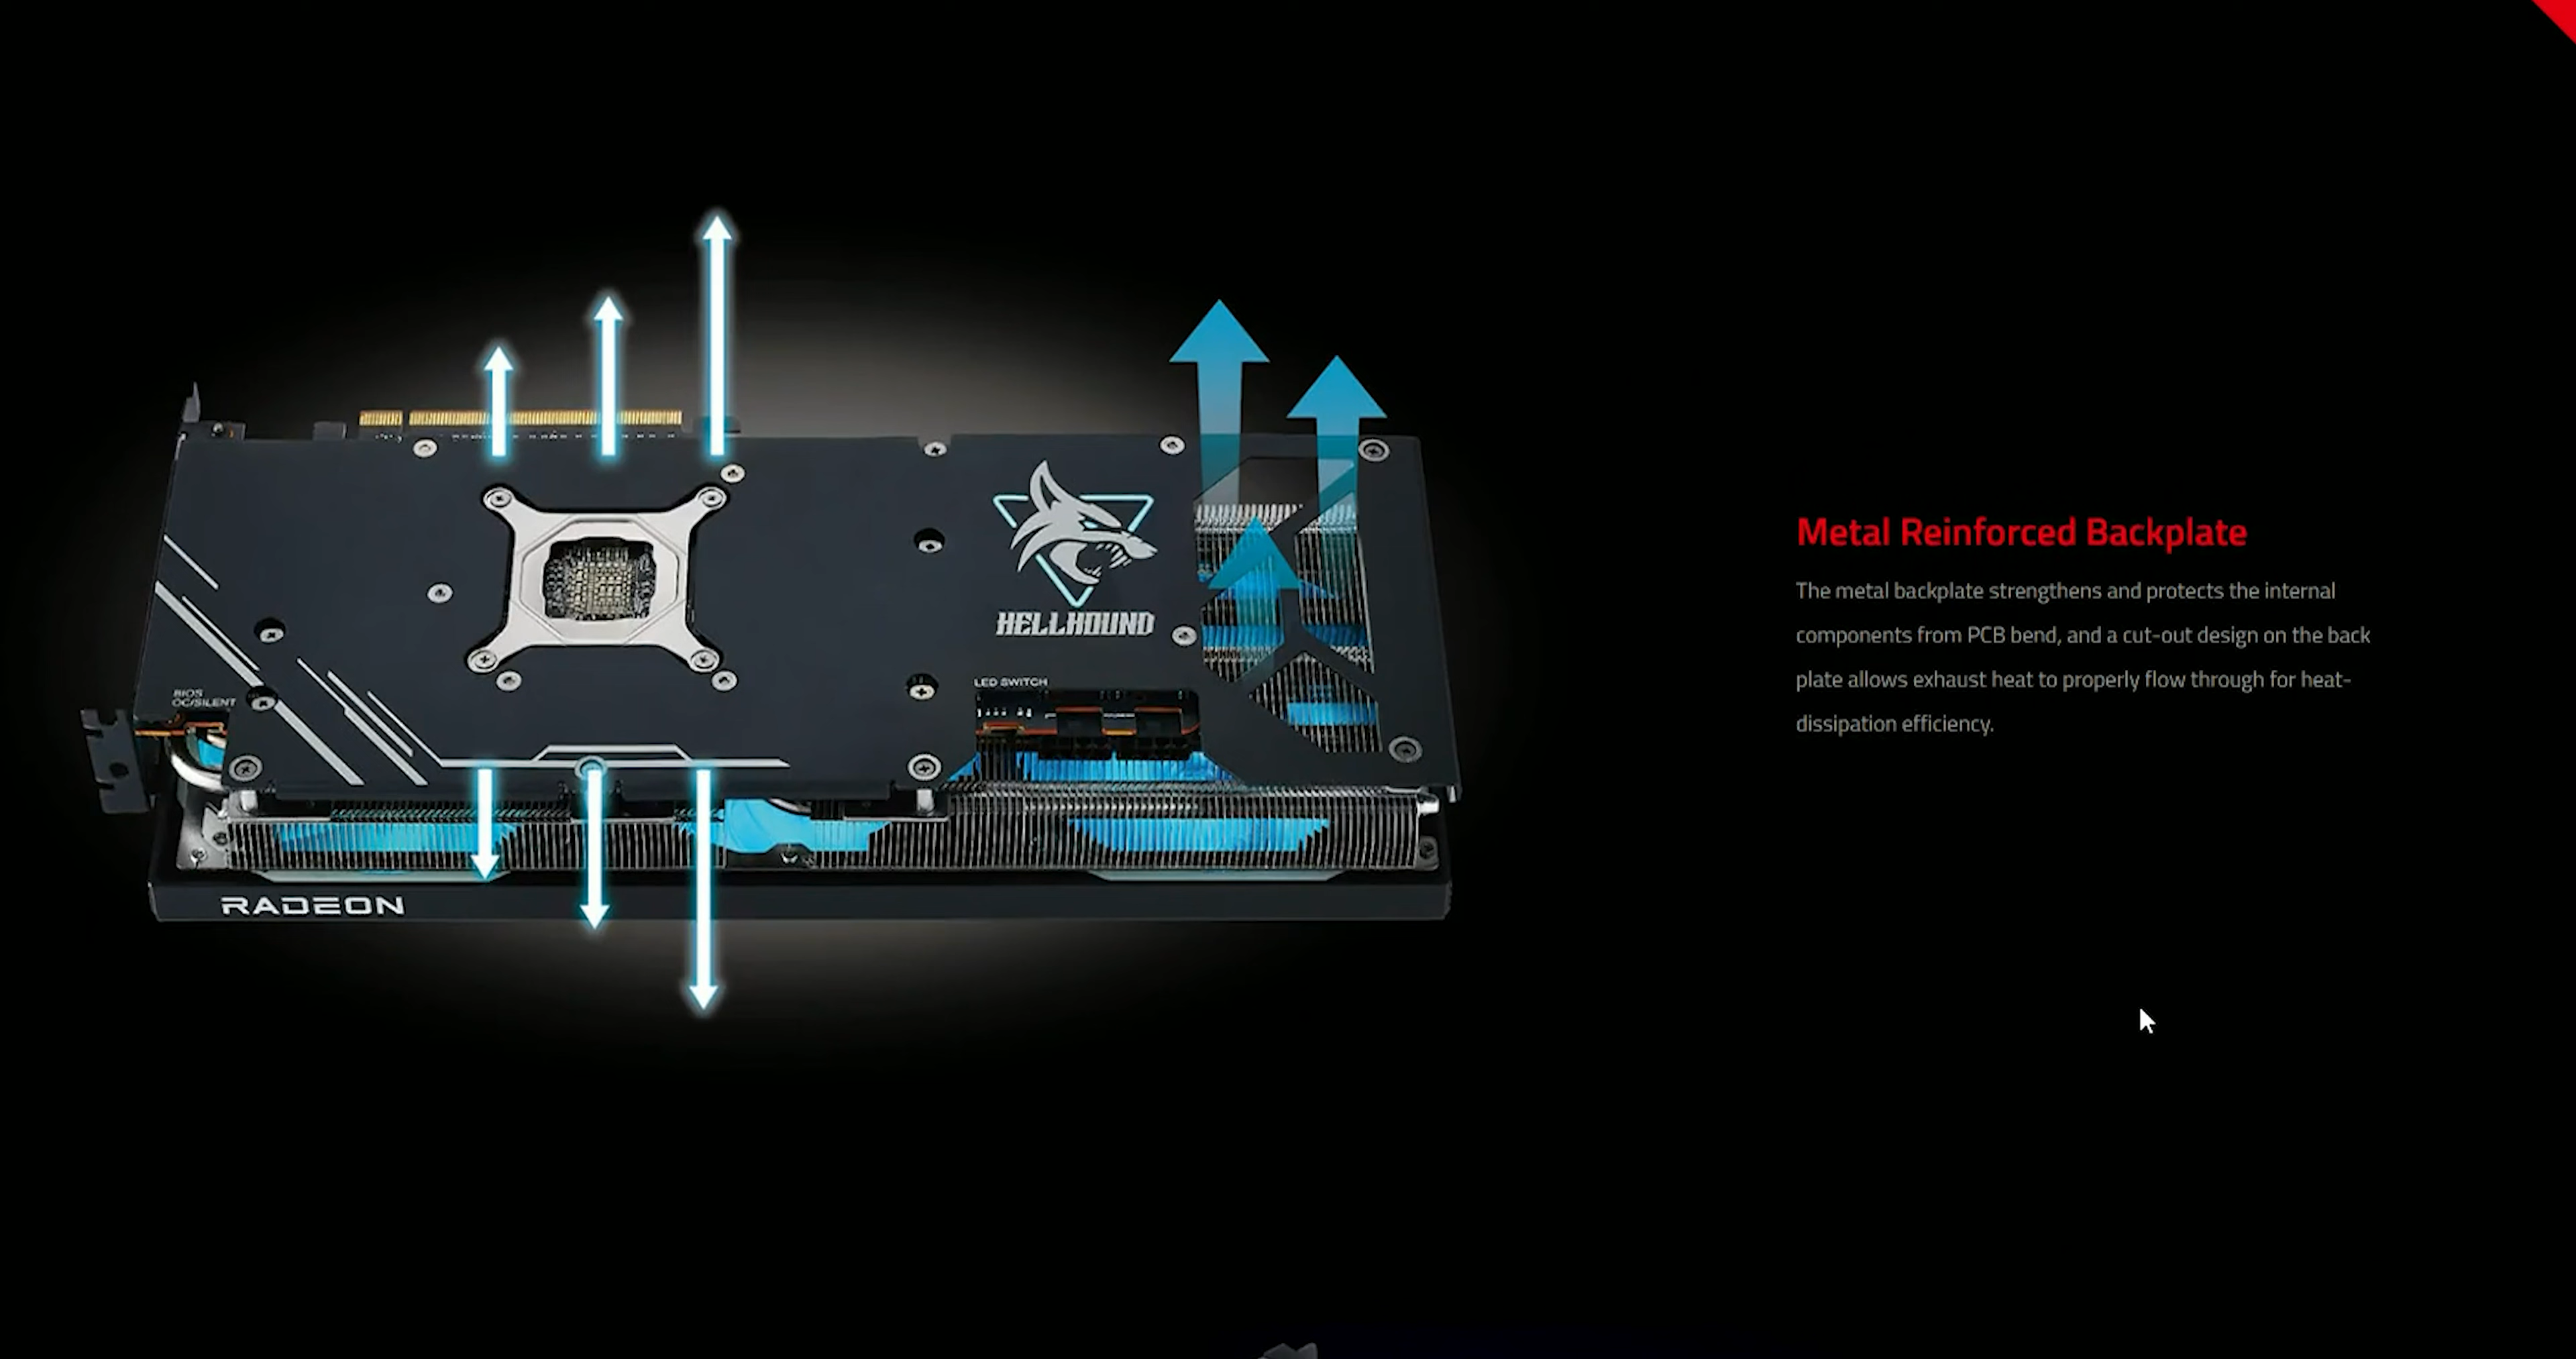 HELLHOUND
LED SWITCH
BIOS
OC/SILENT
RADEON
Metal Reinforced Backplate
The metal backplate strengthens and protects the internal
components from PCB bend, and a cut-out design on the back
plate allows exhaust heat to properly flow through for heat-
dissipation efficiency.